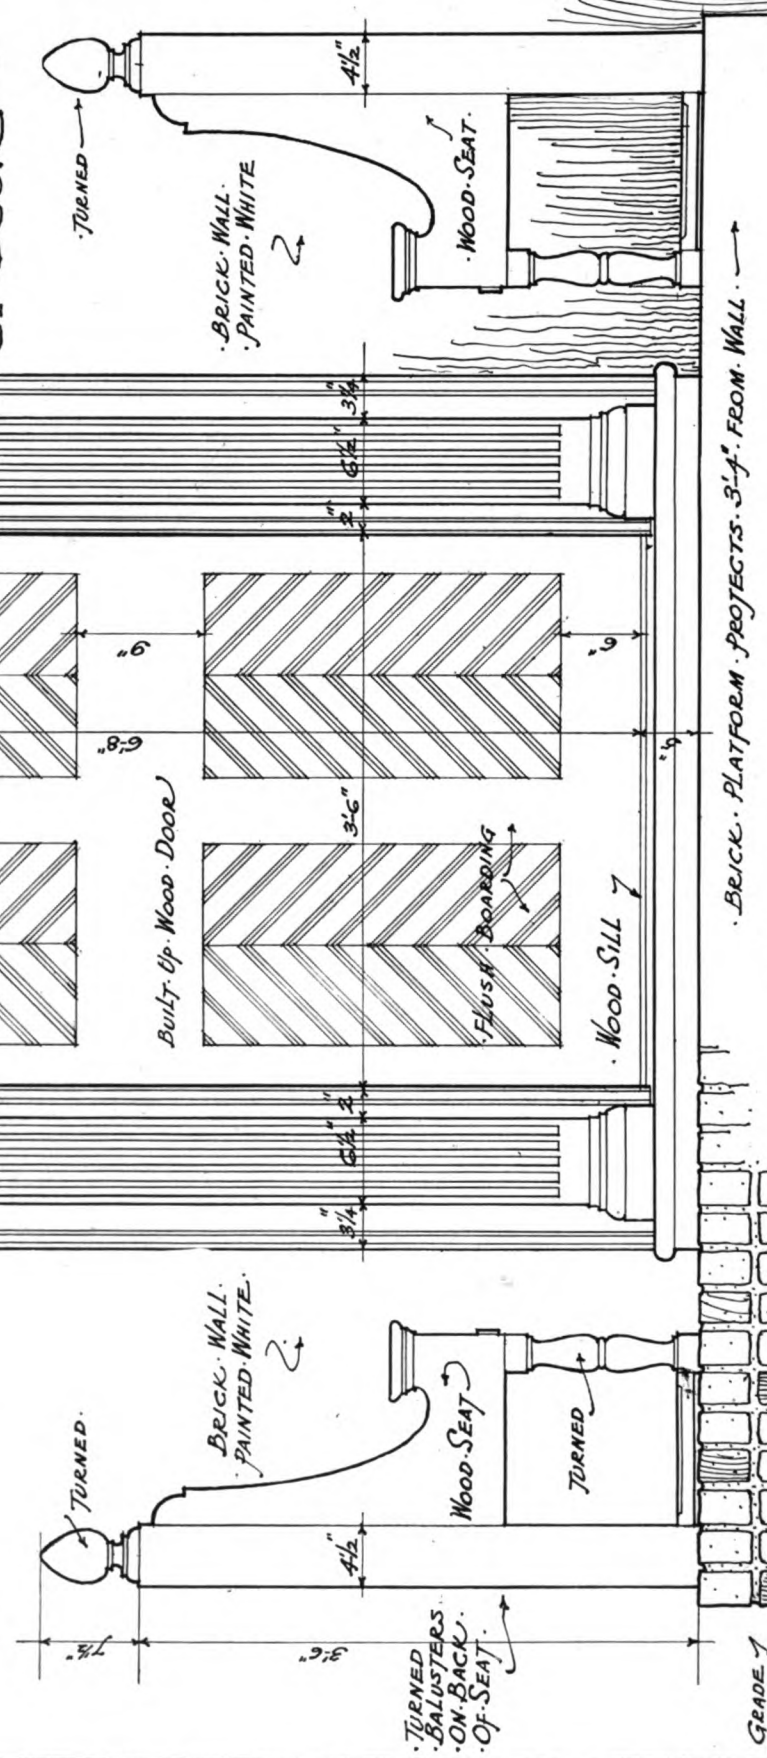 ·TURNED·
BRICK·WALL·
·PAINTED·WHITE·
·TURNED
·BRICK·WALL·
·PAINTED·WHITE
7½"
3'-6"
·TURNED
·BALUSTERS·
·ON·BACK·
·OF·SEAT·
4½"
WOOD·SEAT
TURNED
3¼"
6½"
2"
BUILT·UP·WOOD·DOOR
6'-8"
9"
3'-6"
·FLUSH·BOARDING
6"
·WOOD·SILL
6"
2"
6½"
3¼"
·WOOD·SEAT·
4½"
GRADE
·BRICK·PLATFORM·PROJECTS·3'-4"·FROM·WALL·